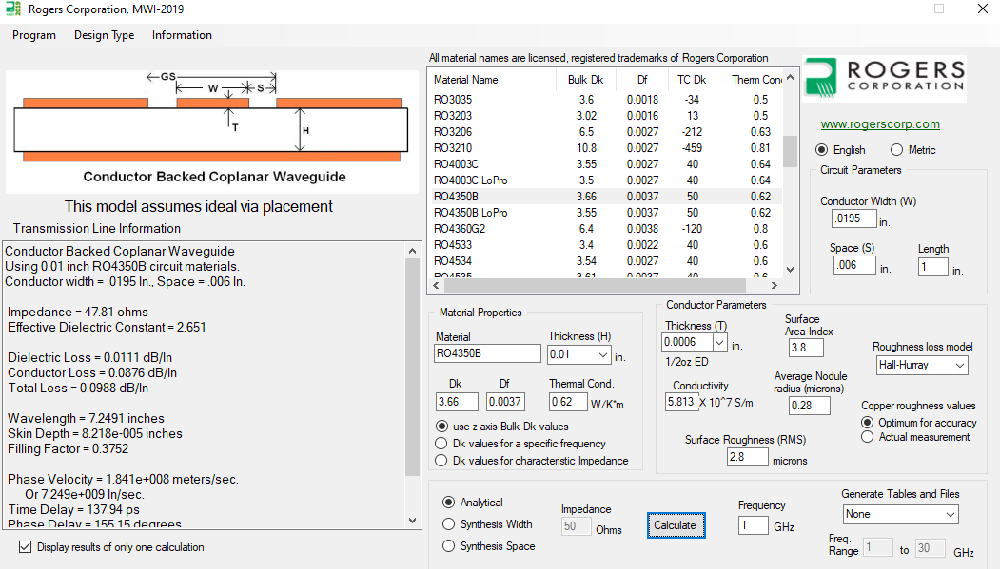 Rogers Corporation, MWI-2019
Program Design Type Information
GS
W
S
T
H
Conductor Backed Coplanar Waveguide
This model assumes ideal via placement
Transmission Line Information
Conductor Backed Coplanar Waveguide
Using 0.01 inch RO4350B circuit materials.
Conductor width = .0195 In., Space = .006 In.
Impedance = 47.81 ohms
Effective Dielectric Constant = 2.651
Dielectric Loss = 0.0111 dB/In
Conductor Loss = 0.0876 dB/In
Total Loss = 0.0988 dB/In
Wavelength = 7.2491 inches
Skin Depth = 8.218e-005 inches
Filling Factor = 0.3752
Phase Velocity = 1.841e+008 meters/sec.
Or 7.249e+009 In/sec.
Time Delay = 137.94 ps
Phase Delay = 155.15 degrees
Display results of only one calculation
All material names are licensed, registered trademarks of Rogers Corporation
Material Name Bulk Dk Df TC Dk Therm Con
RO3035 3.6 0.0018 -34 0.5
RO3203 3.02 0.0016 13 0.5
RO3206 6.5 0.0027 -212 0.63
RO3210 10.8 0.0027 -459 0.81
RO4003C 3.55 0.0027 40 0.64
RO4003C LoPro 3.5 0.0027 40 0.64
RO4350B 3.66 0.0037 50 0.62
RO4350B LoPro 3.55 0.0037 50 0.62
RO4360G2 6.4 0.0038 -120 0.8
RO4533 3.4 0.0022 40 0.6
RO4534 3.54 0.0027 40 0.6
RO4535 3.61 0.0037 40 0.6
ROGERS
CORPORATION
www.rogerscorp.com
English Metric
Circuit Parameters
Conductor Width (W)
.0195 in.
Space (S) Length
.006 in. 1 in.
Material Properties
Material Thickness (H)
RO4350B 0.01 in.
Dk Df Thermal Cond.
3.66 0.0037 0.62 W/K*m
use z-axis Bulk Dk values
Dk values for a specific frequency
Dk values for characteristic Impedance
Conductor Parameters
Thickness (T)
0.0006 in.
1/2oz ED
Surface
Area Index
3.8
Roughness loss model
Hall-Hurray
Conductivity
5.813 X 10^7 S/m
Average Nodule
radius (microns)
0.28
Copper roughness values
Optimum for accuracy
Actual measurement
Surface Roughness (RMS)
2.8 microns
Analytical
Synthesis Width
Synthesis Space
Impedance
50 Ohms
Calculate
Frequency
1 GHz
Generate Tables and Files
None
Freq.
Range 1 to 30 GHz